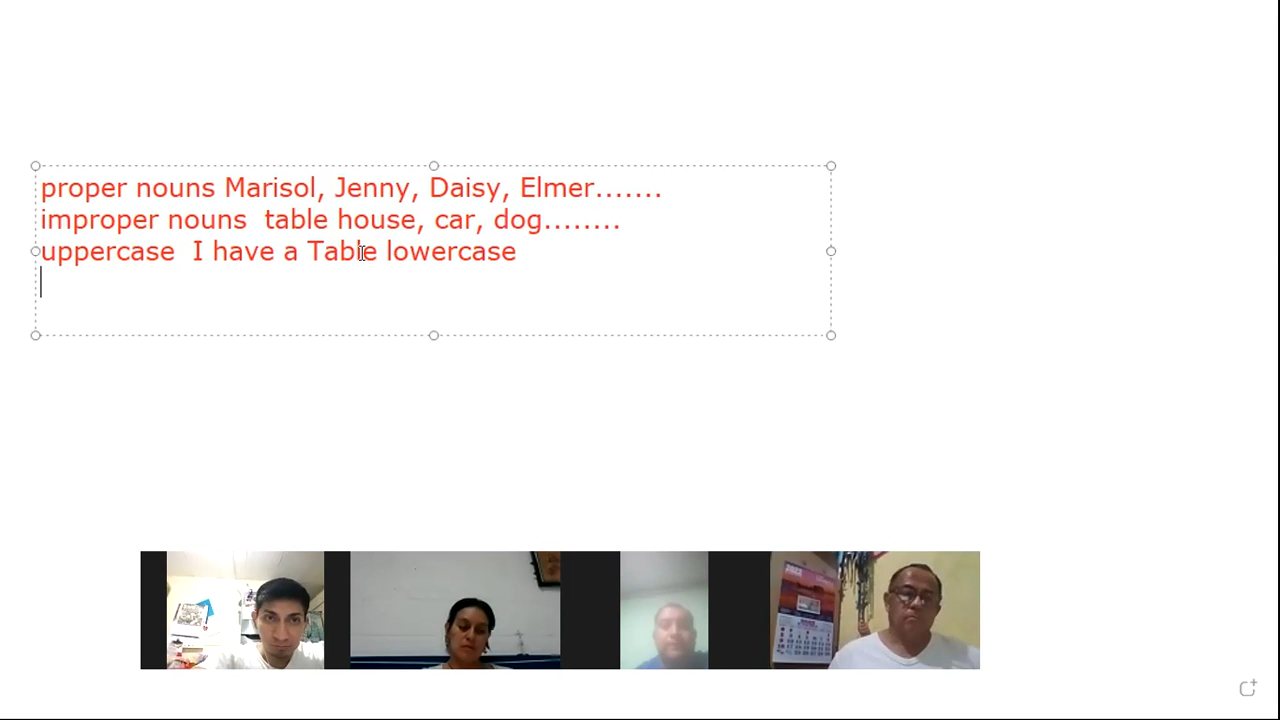 proper nouns Marisol, Jenny, Daisy, Elmer.......
improper nouns  table house, car, dog........
uppercase  I have a Table lowercase